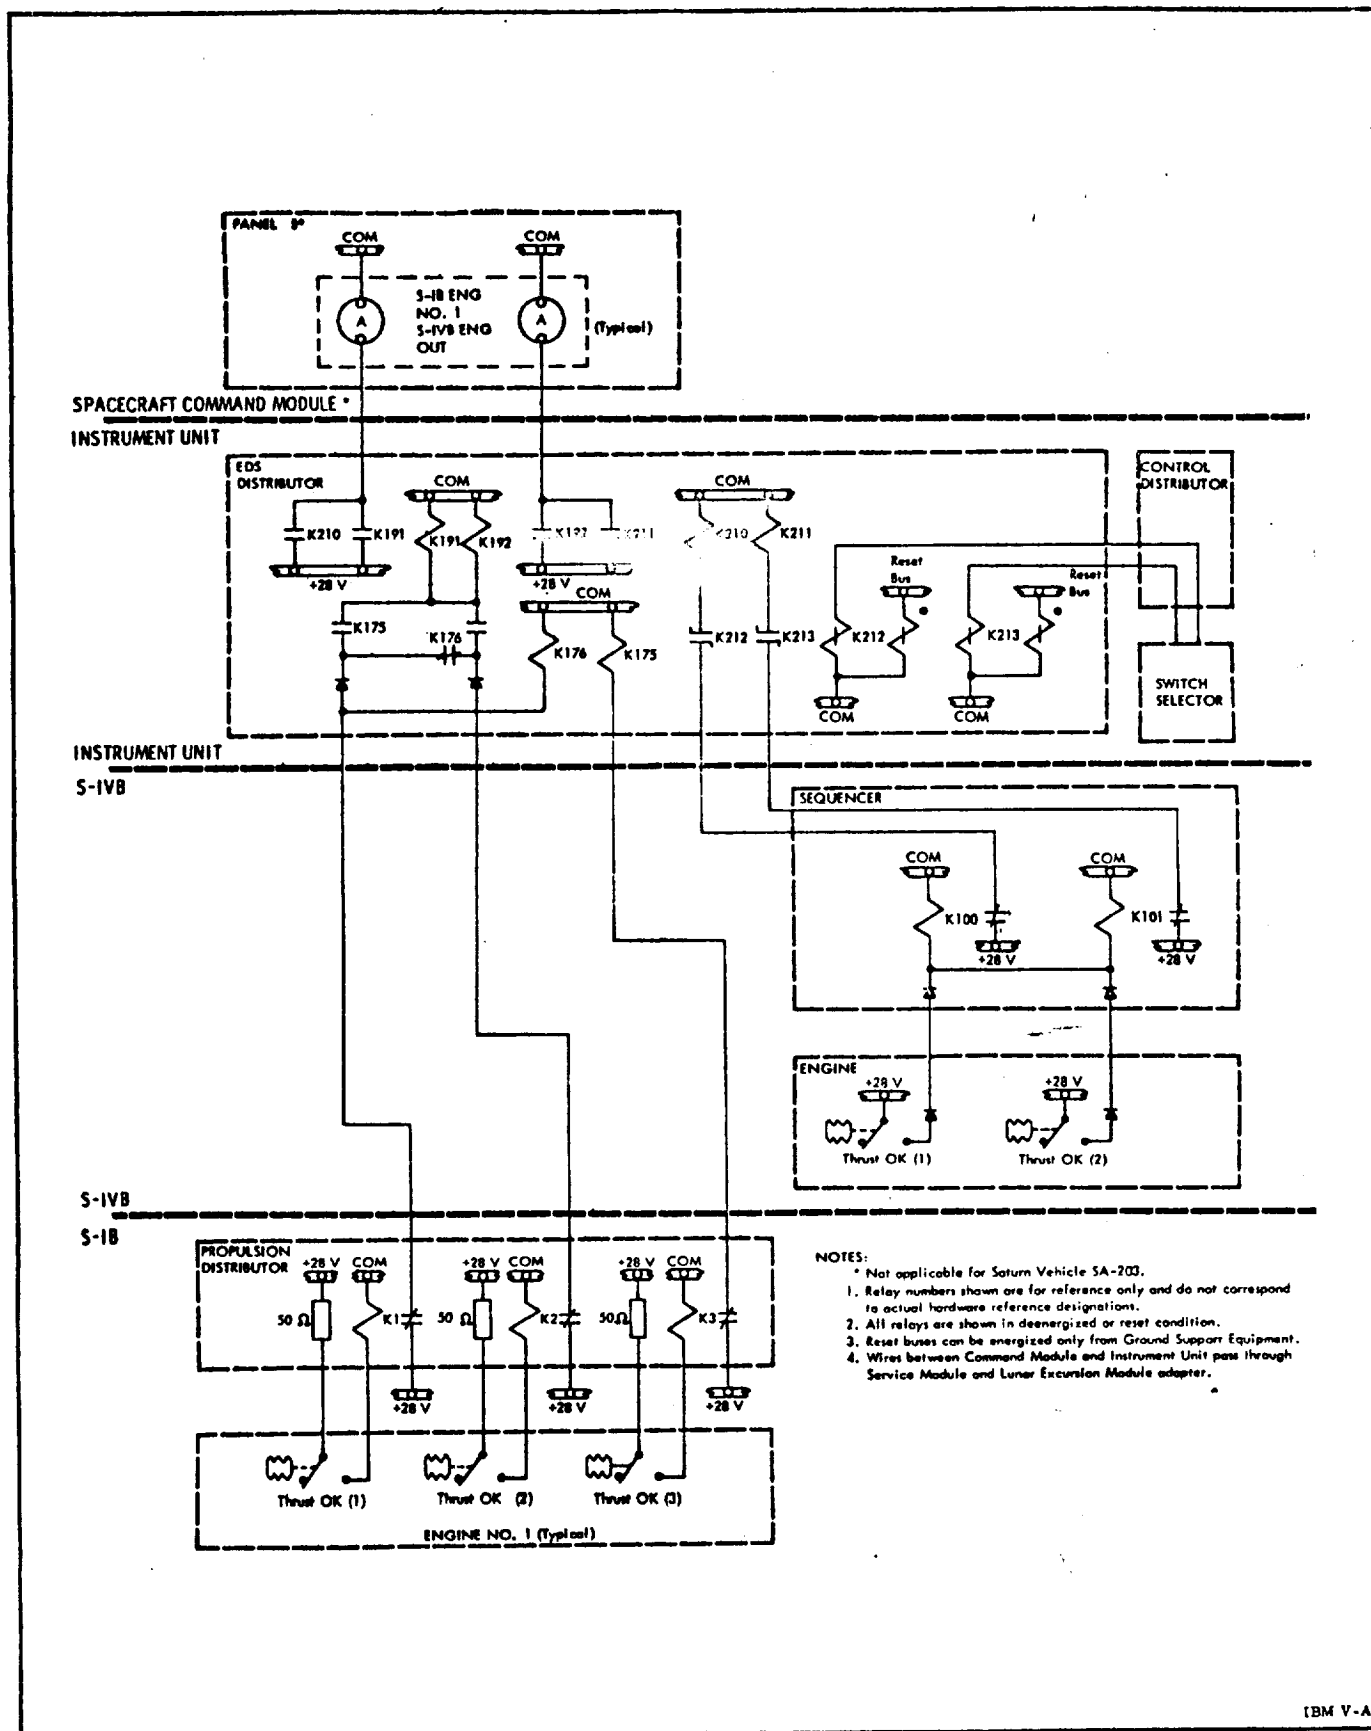 PANEL
COM
COM
S-IB ENG
NO. 1
S-IVB ENG
OUT
A
A
(Typical)
SPACECRAFT COMMAND MODULE *
INSTRUMENT UNIT
EDS
DISTRIBUTOR
COM
COM
CONTROL
DISTRIBUTOR
K210
K191
K191
K192
K211
K210
K211
+28 V
+28 V
Reset
Bus
Reset
Bus
COM
K175
K176
K176
K175
K212
K213
K212
K213
SWITCH
SELECTOR
COM
COM
INSTRUMENT UNIT
S-IVB
SEQUENCER
COM
COM
K100
K101
+28 V
+28 V
ENGINE
+28 V
+28 V
Thrust OK (1)
Thrust OK (2)
S-IVB
S-IB
PROPULSION
DISTRIBUTOR
+28 V
COM
+28 V
COM
+28 V
COM
50 Ω
K1
50 Ω
K2
50 Ω
K3
+28 V
+28 V
+28 V
Thrust OK (1)
Thrust OK (2)
Thrust OK (3)
ENGINE NO. 1 (Typical)
NOTES:
* Not applicable for Saturn Vehicle SA-203.
1. Relay numbers shown are for reference only and do not correspond
to actual hardware reference designations.
2. All relays are shown in deenergized or reset condition.
3. Reset buses can be energized only from Ground Support Equipment.
4. Wires between Command Module and Instrument Unit pass through
Service Module and Lunar Excursion Module adapter.
IBM V-A